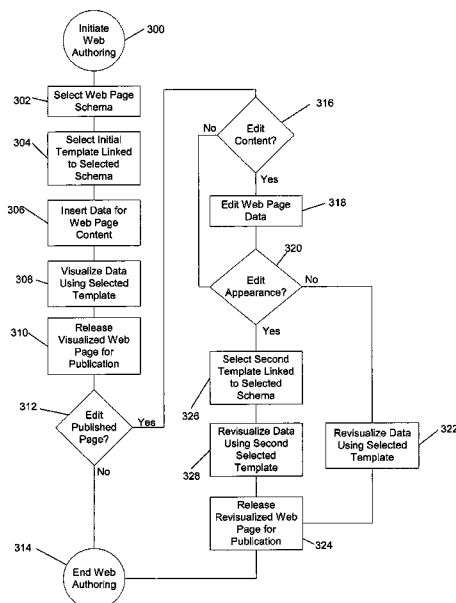 Initiate
Web
Authoring
300
302
Select Web Page
Schema
304
Select Initial
Template Linked
to Selected
Schema
306
Insert Data for
Web Page
Content
308
Visualize Data
Using Selected
Template
310
Release
Visualized Web
Page for
Publication
312
Edit
Published
Page?
Yes
No
314
End Web
Authoring
316
Edit
Content?
No
Yes
Edit Web Page
Data
318
320
Edit
Appearance?
No
Yes
Select Second
Template Linked
to Selected
Schema
326
Revisualize Data
Using Second
Selected
Template
328
Revisualize Data
Using Selected
Template
322
Release
Revisualized Web
Page for
Publication
324